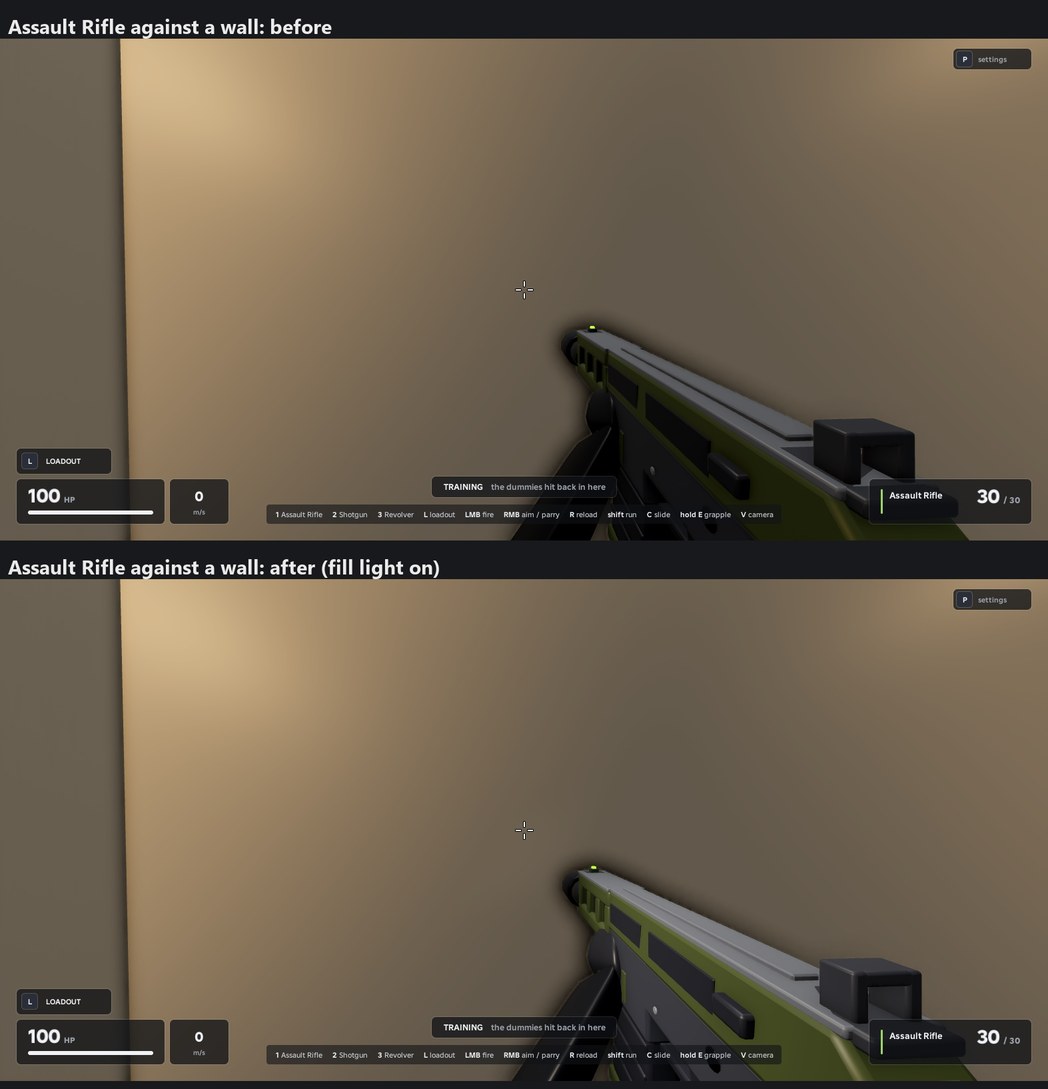 Assault Rifle against a wall: before
P settings
L LOADOUT
100 HP
0
m/s
TRAINING the dummies hit back in here
1 Assault Rifle 2 Shotgun 3 Revolver L loadout LMB fire RMB aim / parry R reload shift run C slide hold E grapple V camera
Assault Rifle 30 / 30
Assault Rifle against a wall: after (fill light on)
P settings
L LOADOUT
100 HP
0
m/s
TRAINING the dummies hit back in here
1 Assault Rifle 2 Shotgun 3 Revolver L loadout LMB fire RMB aim / parry R reload shift run C slide hold E grapple V camera
Assault Rifle 30 / 30